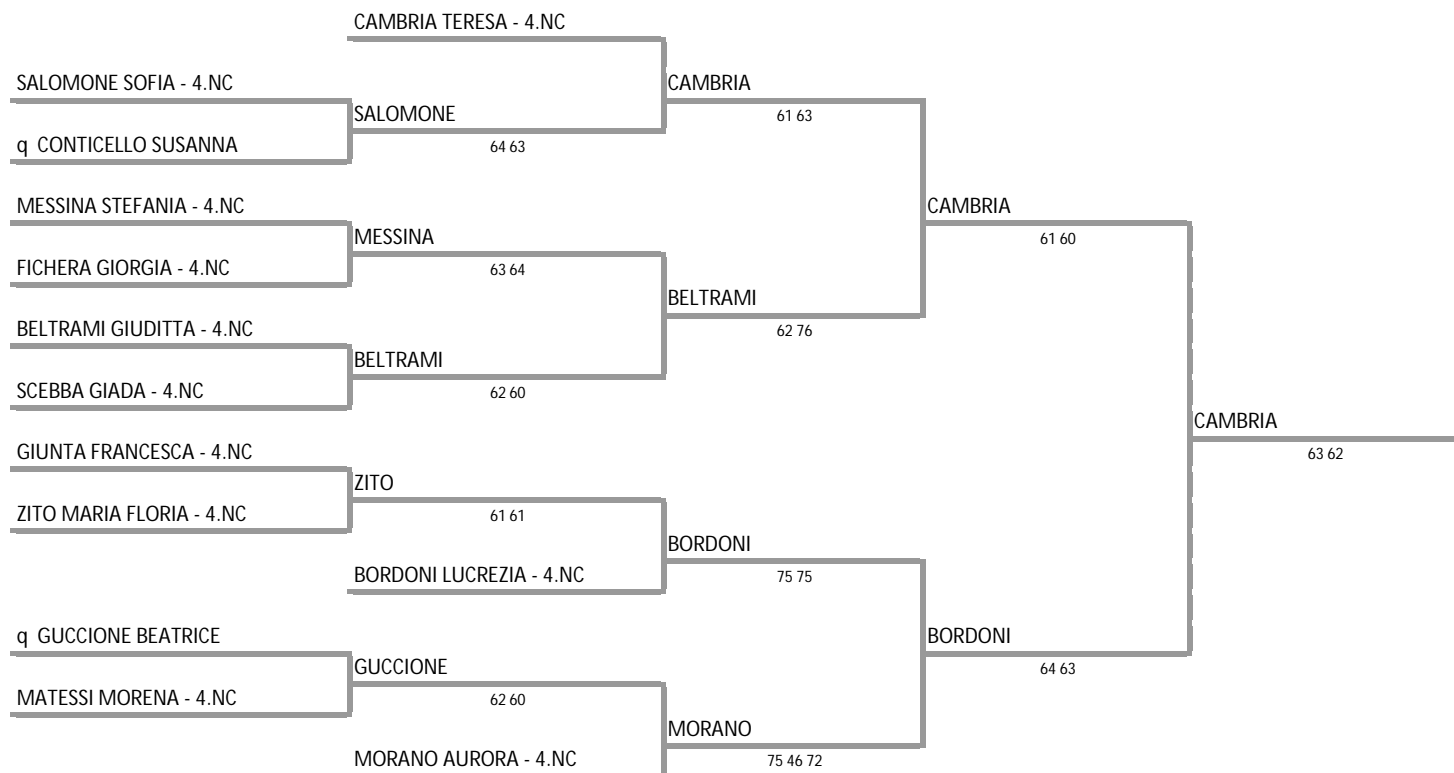 CAMBRIA TERESA - 4.NC
SALOMONE SOFIA - 4.NC
CAMBRIA
SALOMONE
61 63
q CONTICELLO SUSANNA
64 63
MESSINA STEFANIA - 4.NC
CAMBRIA
MESSINA
61 60
FICHERA GIORGIA - 4.NC
63 64
BELTRAMI
BELTRAMI GIUDITTA - 4.NC
62 76
BELTRAMI
SCEBBA GIADA - 4.NC
62 60
CAMBRIA
GIUNTA FRANCESCA - 4.NC
63 62
ZITO
ZITO MARIA FLORIA - 4.NC
61 61
BORDONI
BORDONI LUCREZIA - 4.NC
75 75
q GUCCIONE BEATRICE
BORDONI
GUCCIONE
64 63
MATESSI MORENA - 4.NC
62 60
MORANO
MORANO AURORA - 4.NC
75 46 72